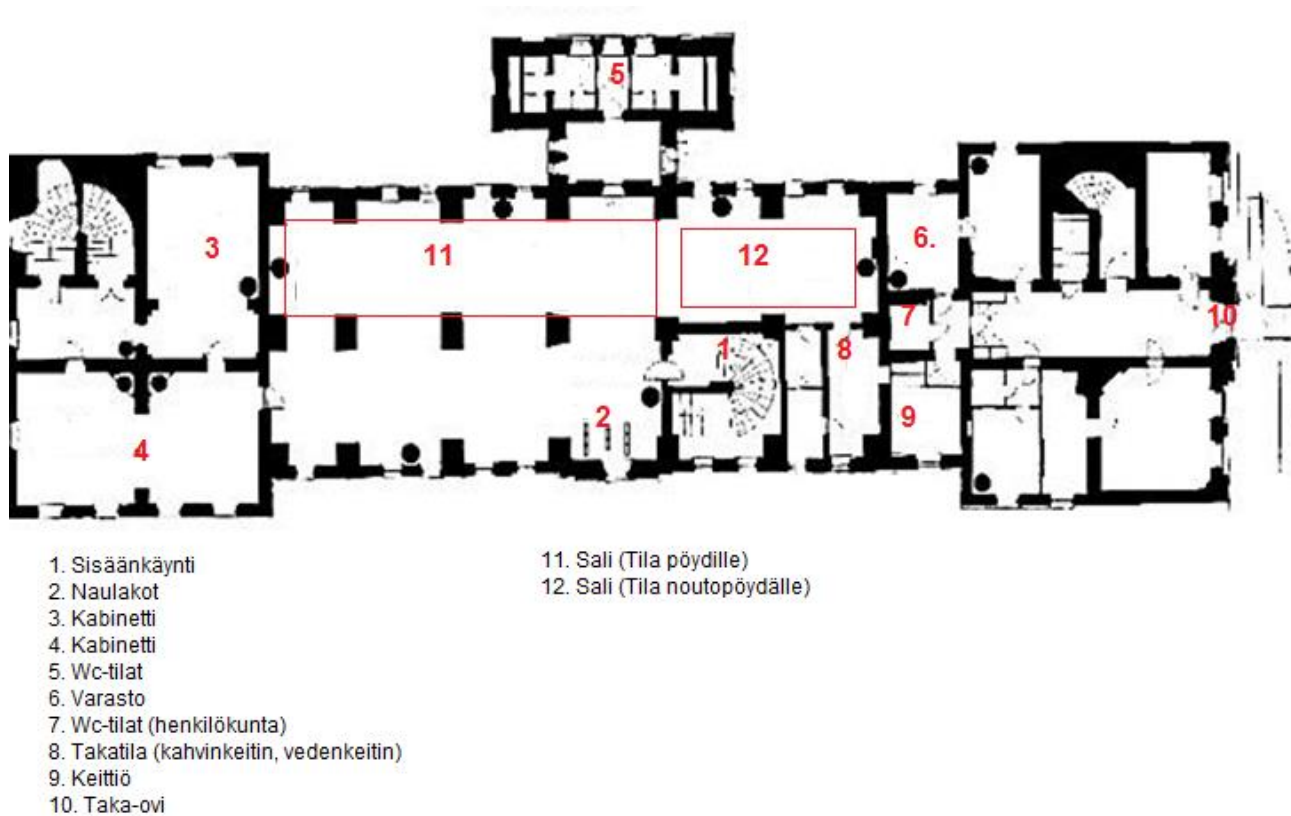 5
3
11
12
6.
7
10
1
8
2
9
4
1. Sisäänkäynti
2. Naulakot
3. Kabinetti
4. Kabinetti
5. Wc-tilat
6. Varasto
7. Wc-tilat (henkilökunta)
8. Takatila (kahvinkeitin, vedenkeitin)
9. Keittiö
10. Taka-ovi
11. Sali (Tila pöydille)
12. Sali (Tila noutopöydälle)